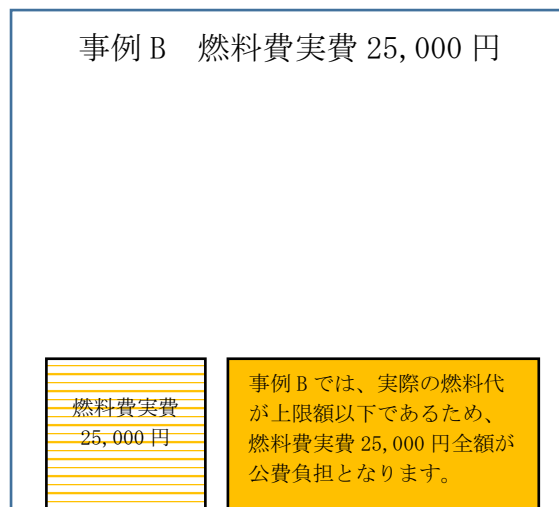 事例 B　燃料費実費 25,000 円
燃料費実費
25,000 円
事例 B では、実際の燃料代
が上限額以下であるため、
燃料費実費 25,000 円全額が
公費負担となります。